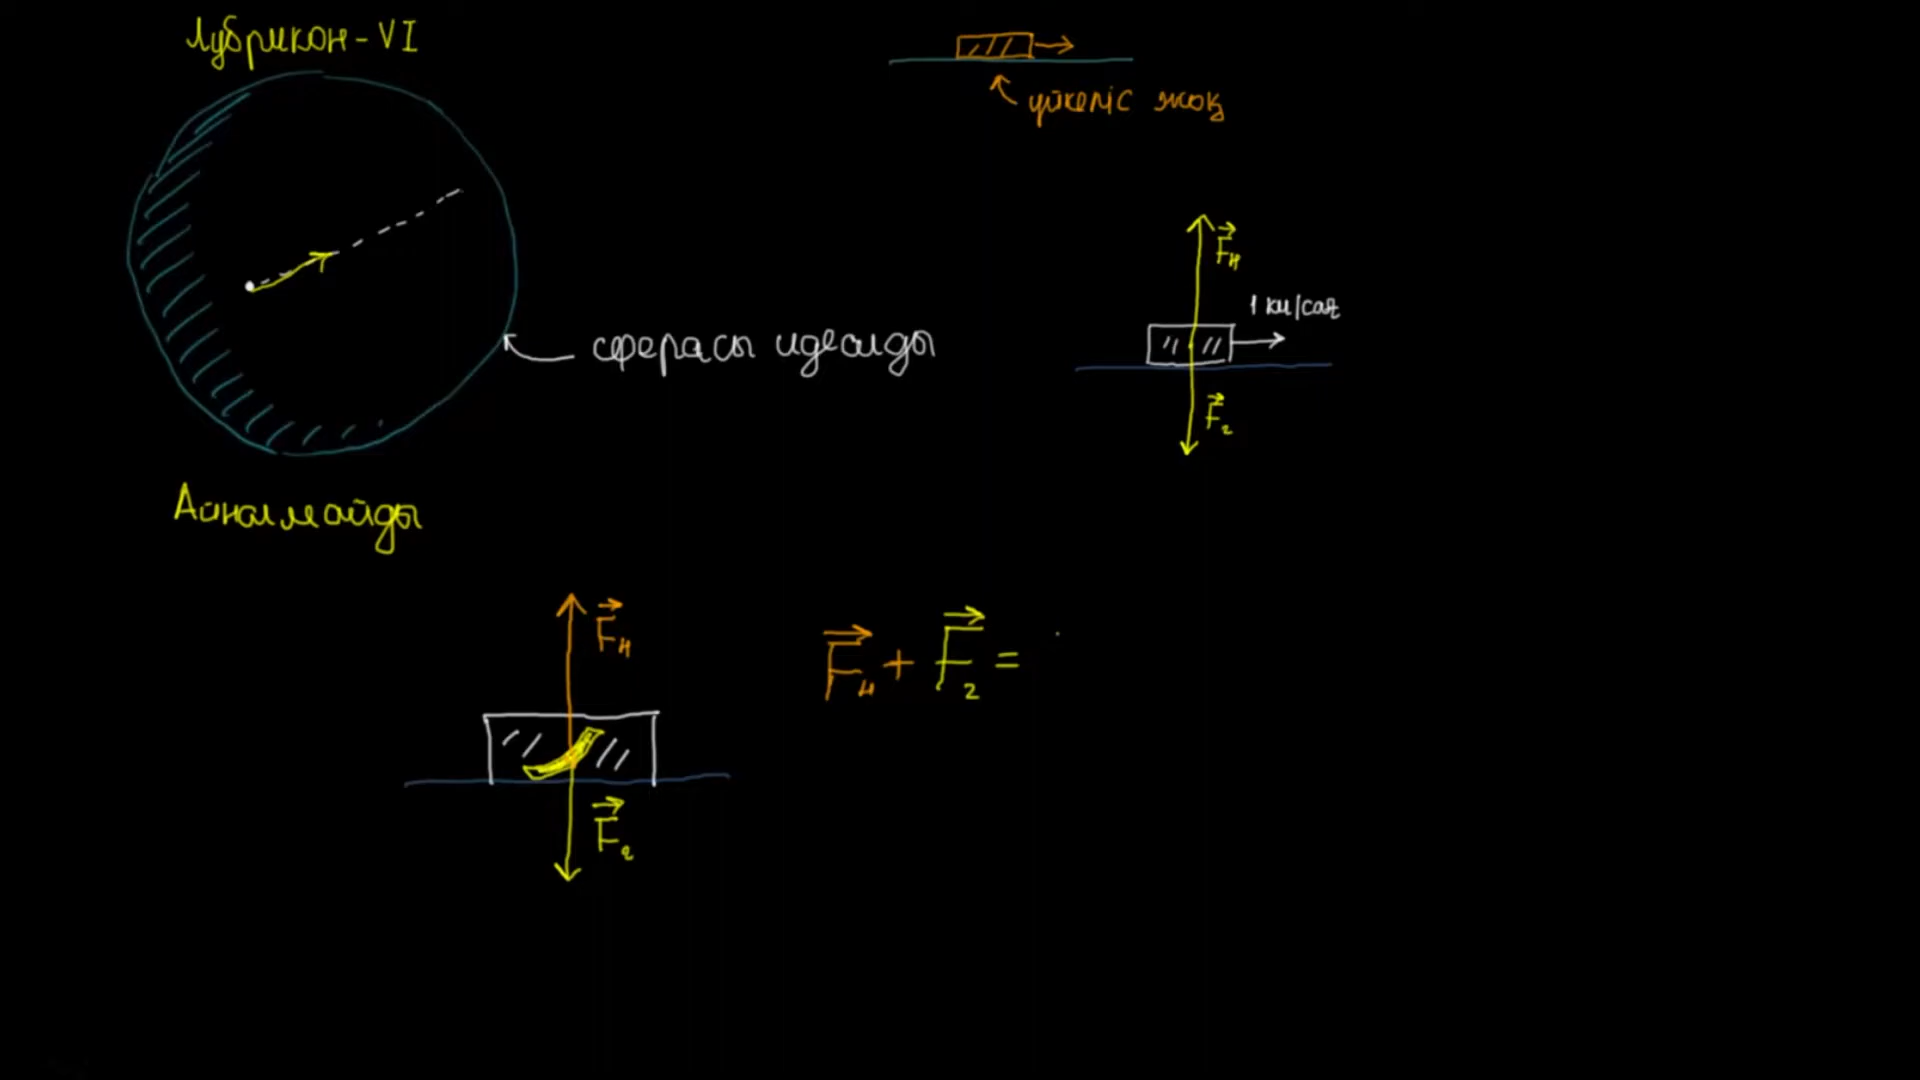 Лубрикон-VI
үйкеліс жоқ
F⃗н
1 км/сағ
сферасы идеалды
F⃗г
Айналмайды
F⃗н
F⃗н + F⃗г =
F⃗г